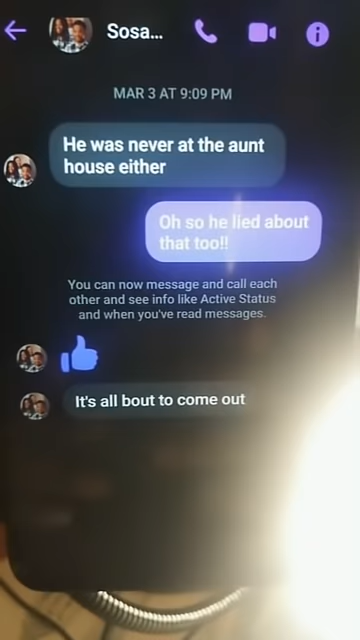 Sosa...
MAR 3 AT 9:09 PM
He was never at the aunt
house either
Oh so he lied about
that too!!
You can now message and call each
other and see info like Active Status
and when you've read messages.
It's all bout to come out